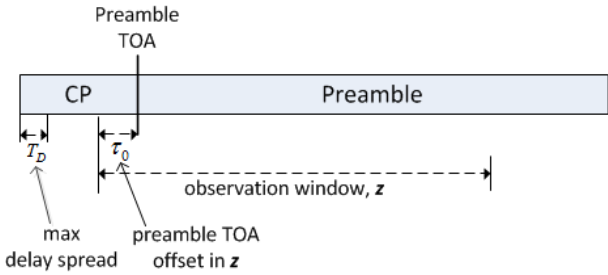 Preamble
TOA
CP
Preamble
T_D
τ_0
observation window, z
max
delay spread
preamble TOA
offset in z